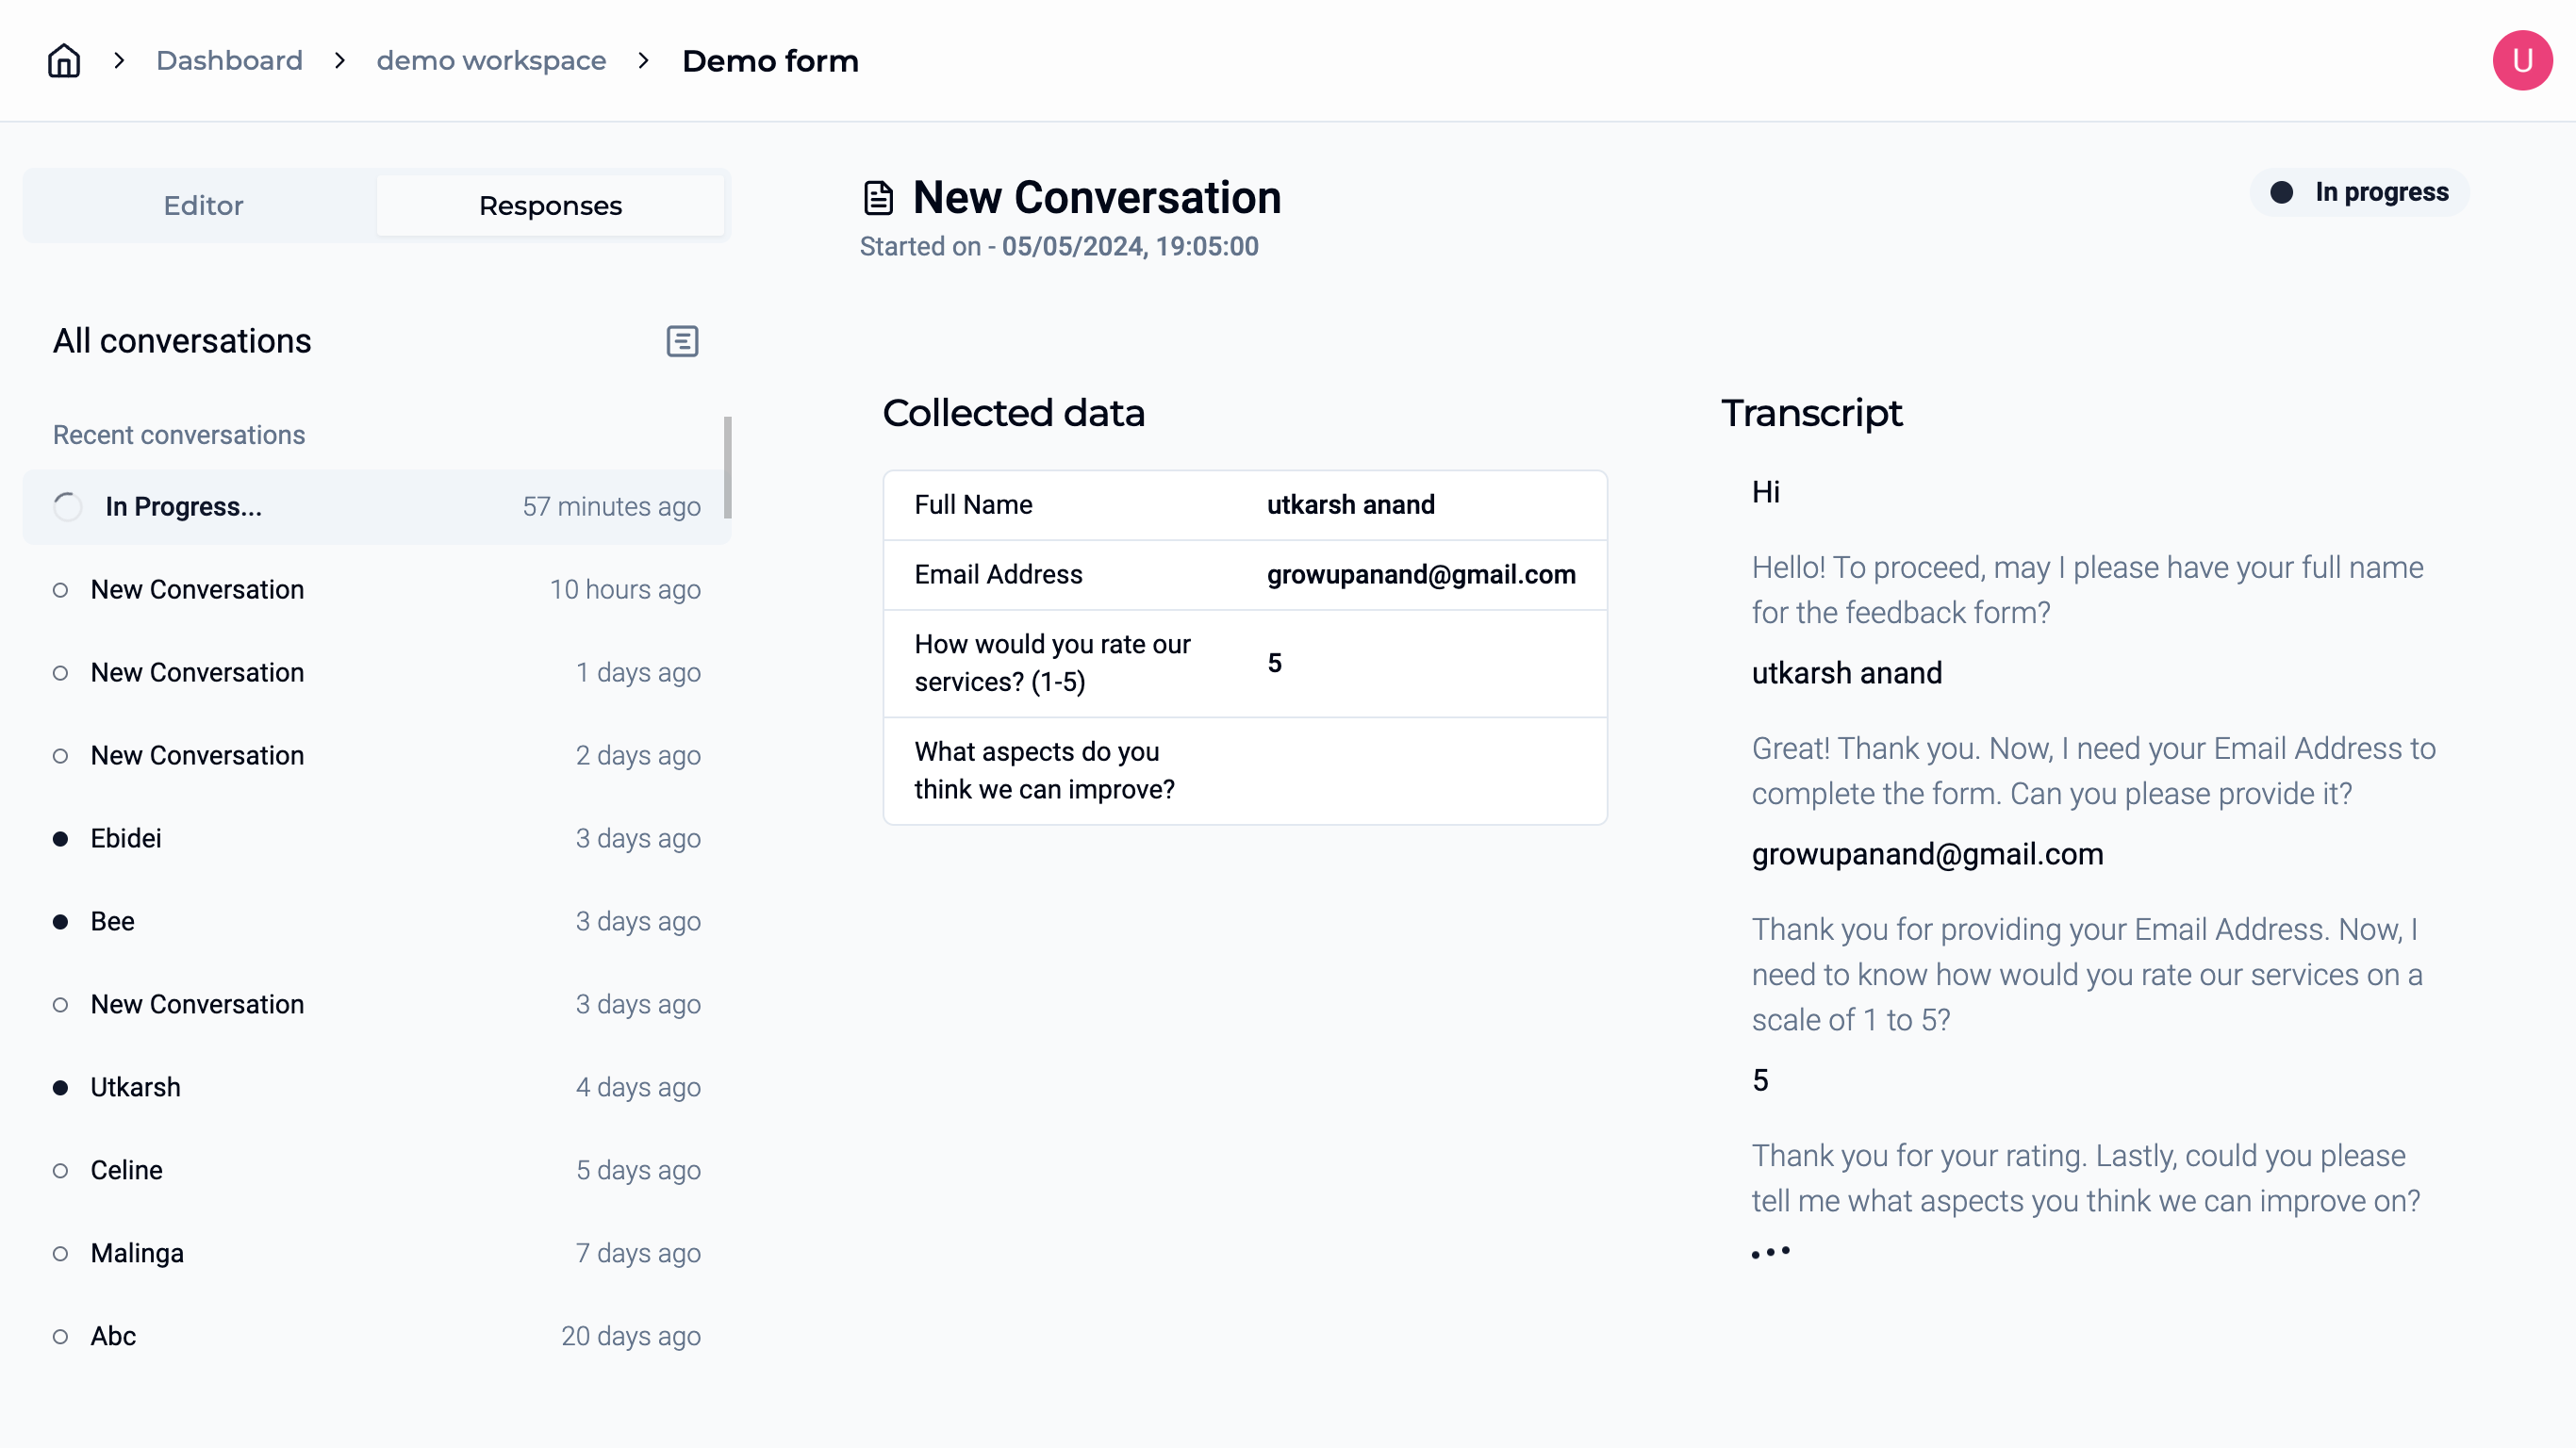 Dashboard
demo workspace
Demo form
U
Editor
Responses
All conversations
Recent conversations
In Progress...
57 minutes ago
New Conversation
10 hours ago
New Conversation
1 days ago
New Conversation
2 days ago
Ebidei
3 days ago
Bee
3 days ago
New Conversation
3 days ago
Utkarsh
4 days ago
Celine
5 days ago
Malinga
7 days ago
Abc
20 days ago
New Conversation
Started on - 05/05/2024, 19:05:00
In progress
Collected data
Full Name
utkarsh anand
Email Address
growupanand@gmail.com
How would you rate our
services? (1-5)
5
What aspects do you
think we can improve?
Transcript
Hi
Hello! To proceed, may I please have your full name
for the feedback form?
utkarsh anand
Great! Thank you. Now, I need your Email Address to
complete the form. Can you please provide it?
growupanand@gmail.com
Thank you for providing your Email Address. Now, I
need to know how would you rate our services on a
scale of 1 to 5?
5
Thank you for your rating. Lastly, could you please
tell me what aspects you think we can improve on?